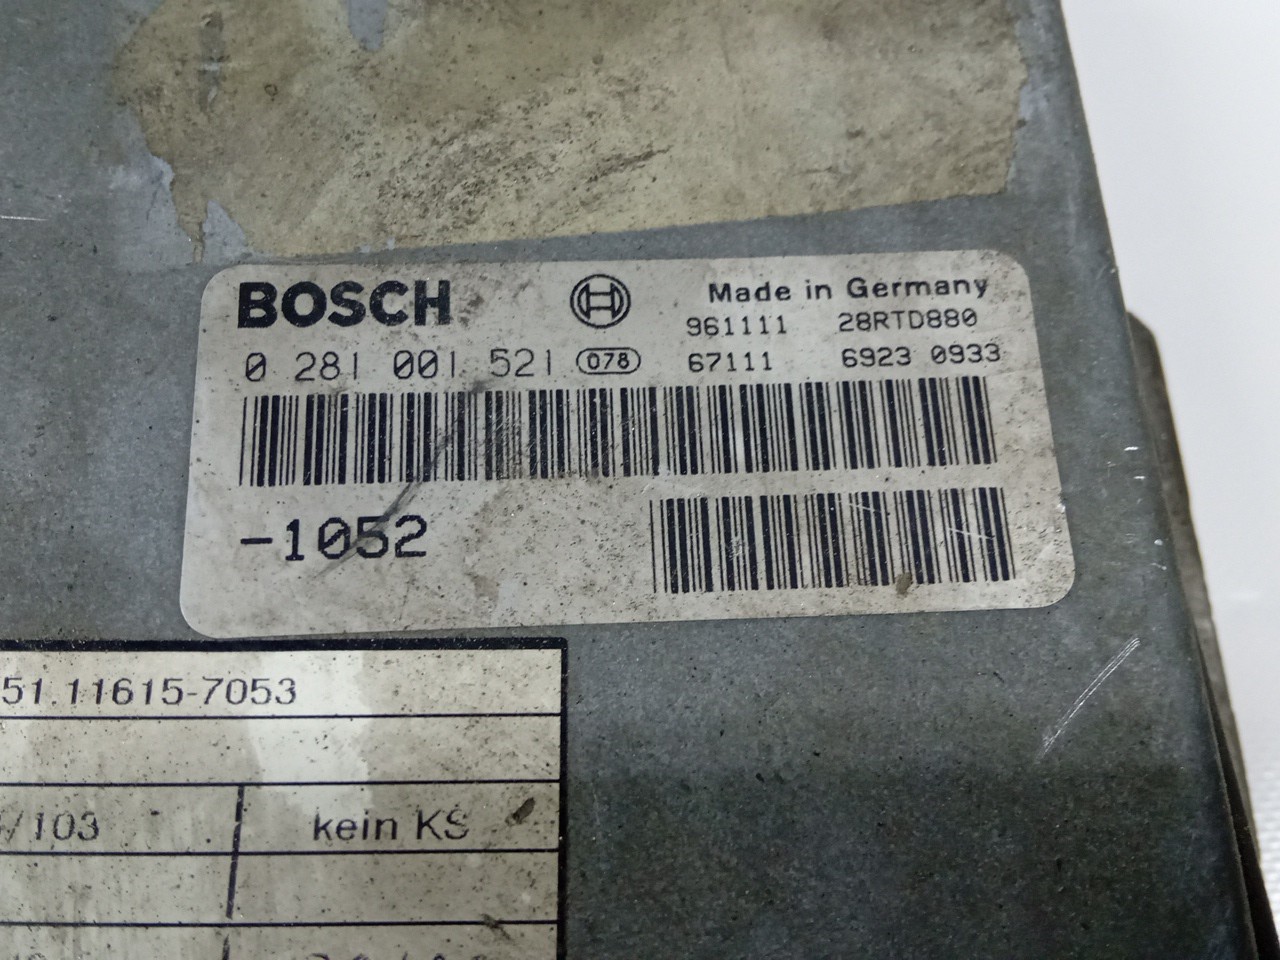 BOSCH Made in Germany
961111 28RTD880
0 281 001 521 078 67111 6923 0933
-1052
51.11615-7053
/103 kein KS